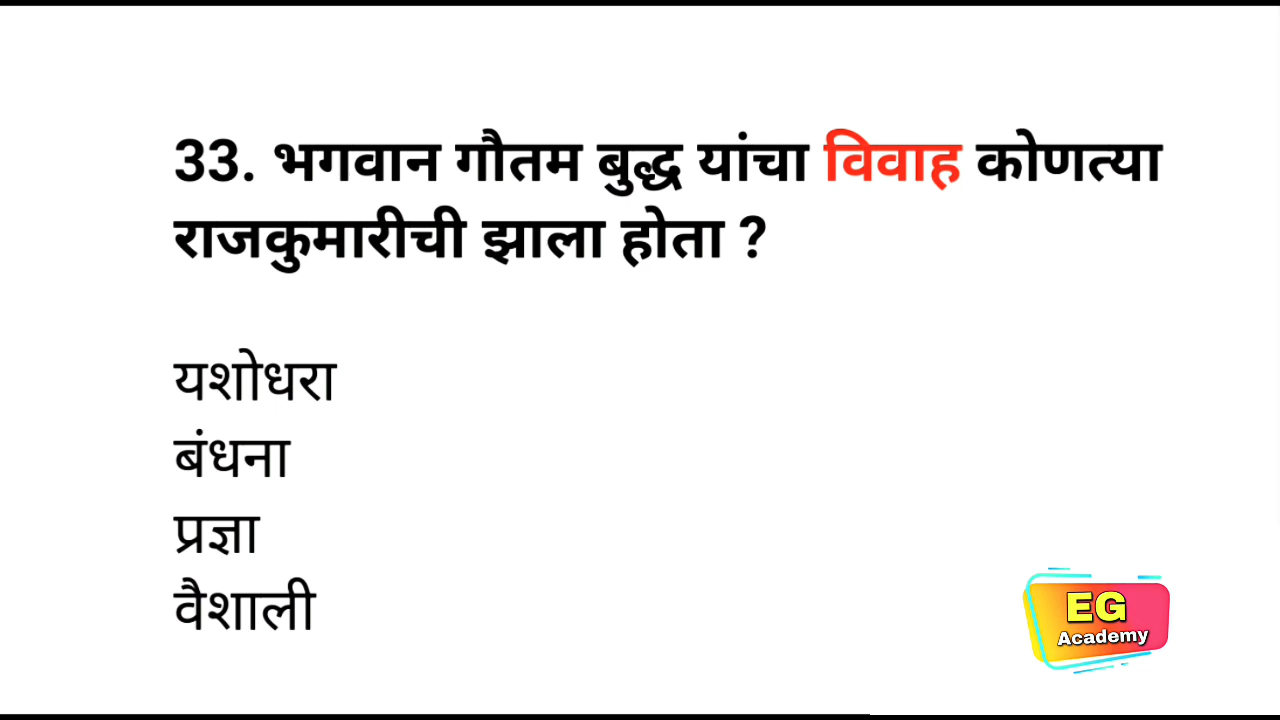 33. भगवान गौतम बुद्ध यांचा विवाह कोणत्या
राजकुमारीची झाला होता ?
यशोधरा
बंधना
प्रज्ञा
वैशाली
EG
Academy